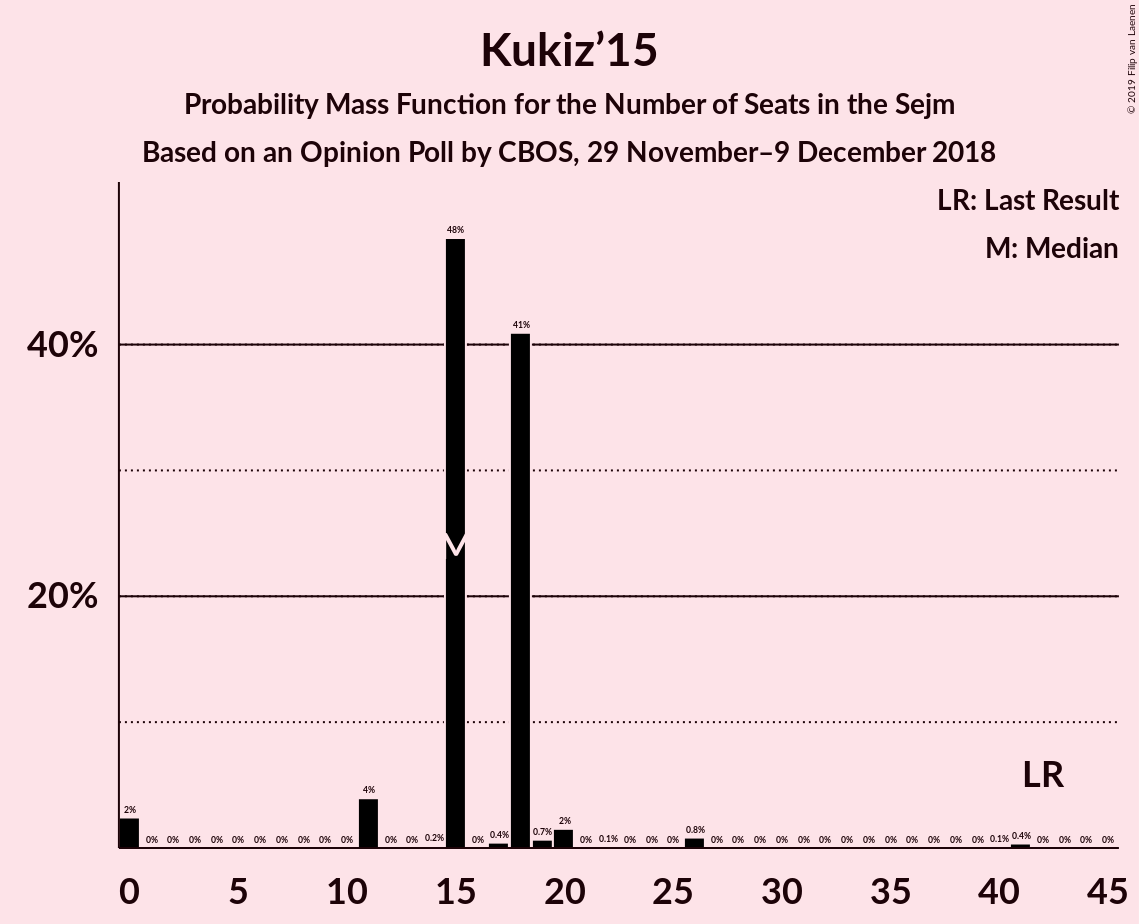 Kukiz’15
Probability Mass Function for the Number of Seats in the Sejm
Based on an Opinion Poll by CBOS, 29 November–9 December 2018
© 2019 Filip van Laenen
LR: Last Result
M: Median
40%
20%
2% 0% 0% 0% 0% 0% 0% 0% 0% 0% 0% 4% 0% 0% 0.2% 48% 0% 0.4% 41% 0.7% 2% 0% 0.1% 0% 0% 0% 0.8% 0% 0% 0% 0% 0% 0% 0% 0% 0% 0% 0% 0% 0% 0.1% 0.4% 0% 0% 0% 0%
LR
0 5 10 15 20 25 30 35 40 45